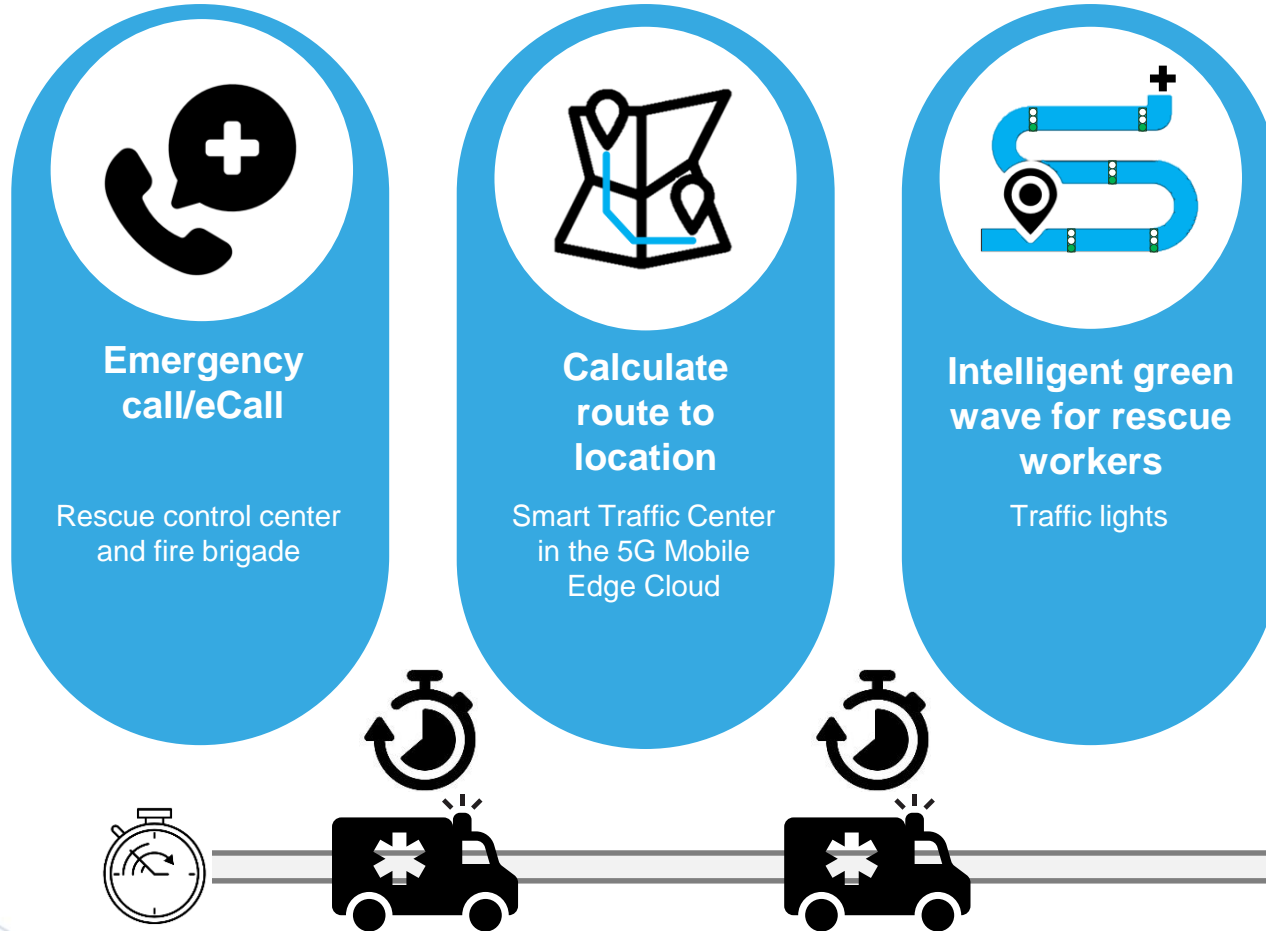 Emergency
call/eCall
Rescue control center
and fire brigade
Calculate
route to
location
Smart Traffic Center
in the 5G Mobile
Edge Cloud
Intelligent green
wave for rescue
workers
Traffic lights